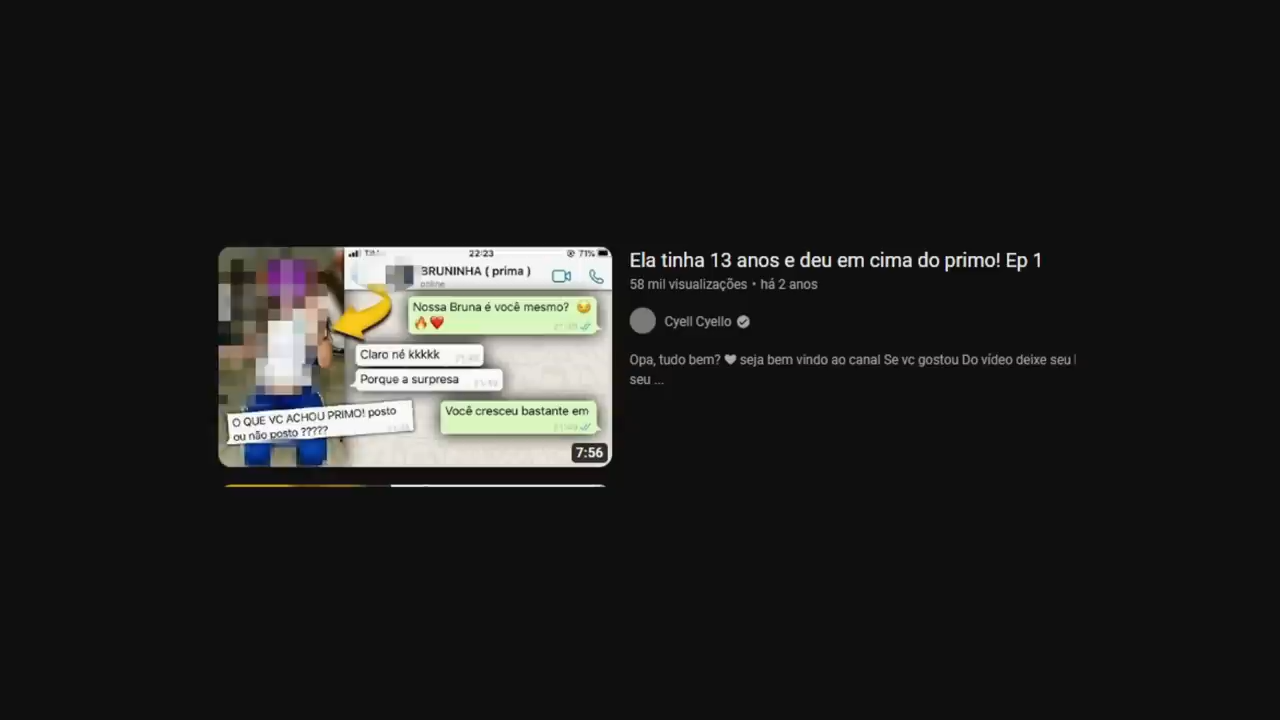 22:23
71%
BRUNINHA ( prima )
online
Nossa Bruna é você mesmo? 😏
🔥❤️
Claro né kkkkk
Porque a surpresa
Você cresceu bastante em
O QUE VC ACHOU PRIMO! posto
ou não posto ?????
7:56
Ela tinha 13 anos e deu em cima do primo! Ep 1
58 mil visualizações • há 2 anos
Cyell Cyello
Opa, tudo bem? ❤ seja bem vindo ao canal Se vc gostou Do vídeo deixe seu
seu ...